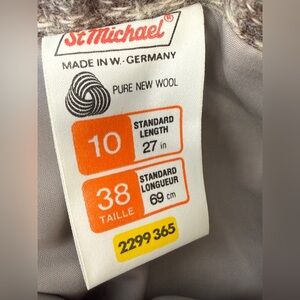 St Michael®
MADE IN W.-GERMANY
PURE NEW WOOL
10
STANDARD
LENGTH
27 in
38
TAILLE
STANDARD
LONGUEUR
69 cm
2299 365